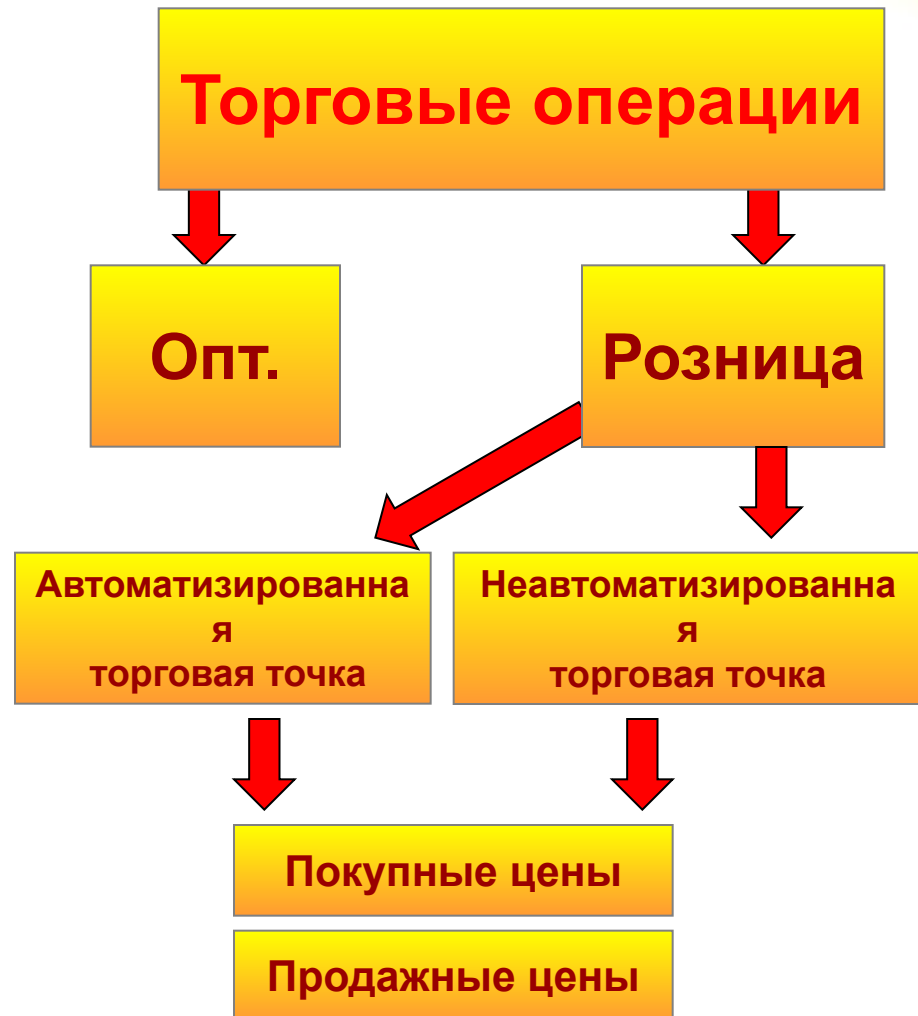 Торговые операции
Опт.
Розница
Автоматизированна
я
торговая точка
Неавтоматизированна
я
торговая точка
Покупные цены
Продажные цены